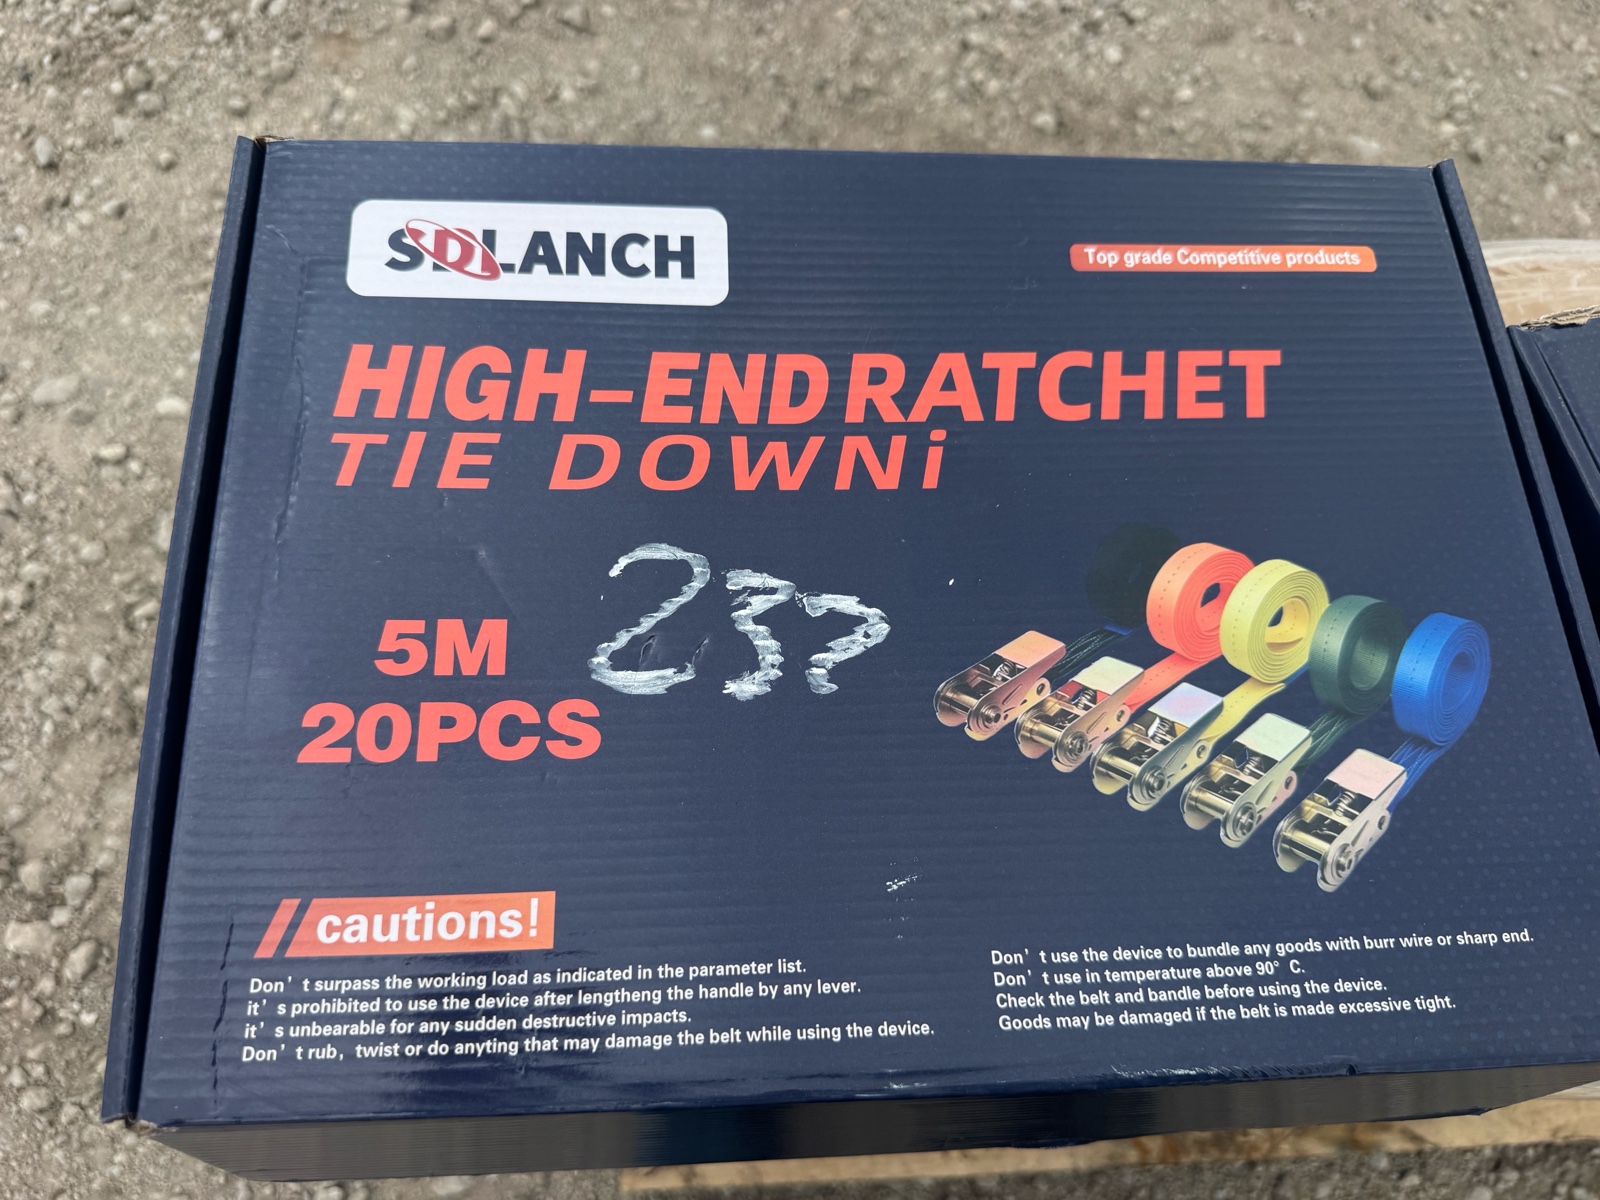 SDLANCH
Top grade Competitive products
HIGH-END RATCHET
TIE DOWNi
237
5M
20PCS
cautions!
Don’t surpass the working load as indicated in the parameter list.
it’s prohibited to use the device after lengtheng the handle by any lever.
it’s unbearable for any sudden destructive impacts.
Don’t rub, twist or do anyting that may damage the belt while using the device.
Don’t use the device to bundle any goods with burr wire or sharp end.
Don’t use in temperature above 90° C.
Check the belt and bandle before using the device.
Goods may be damaged if the belt is made excessive tight.